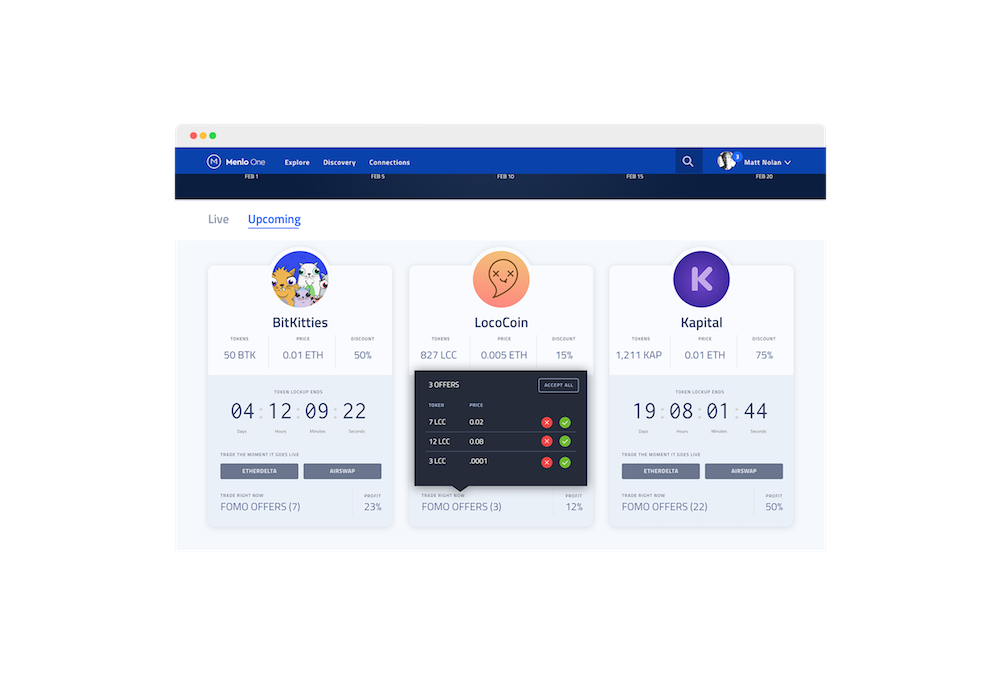 Menlo One Explore Discovery Connections 3 Matt Nolan
FEB 1 FEB 5 FEB 10 FEB 15 FEB 20
Live Upcoming
BitKitties
TOKENS PRICE DISCOUNT
50 BTK 0.01 ETH 50%
TOKEN LOCKUP ENDS
04 : 12 : 09 : 22
Days Hours Minutes Seconds
TRADE THE MOMENT IT GOES LIVE
ETHERDELTA AIRSWAP
TRADE RIGHT NOW PROFIT
FOMO OFFERS (7) 23%
LocoCoin
TOKENS PRICE DISCOUNT
827 LCC 0.005 ETH 15%
3 OFFERS ACCEPT ALL
TOKEN PRICE
7 LCC 0.02
12 LCC 0.08
3 LCC .0001
TRADE RIGHT NOW PROFIT
FOMO OFFERS (3) 12%
K
Kapital
TOKENS PRICE DISCOUNT
1,211 KAP 0.01 ETH 75%
TOKEN LOCKUP ENDS
19 : 08 : 01 : 44
Days Hours Minutes Seconds
TRADE THE MOMENT IT GOES LIVE
ETHERDELTA AIRSWAP
TRADE RIGHT NOW PROFIT
FOMO OFFERS (22) 50%